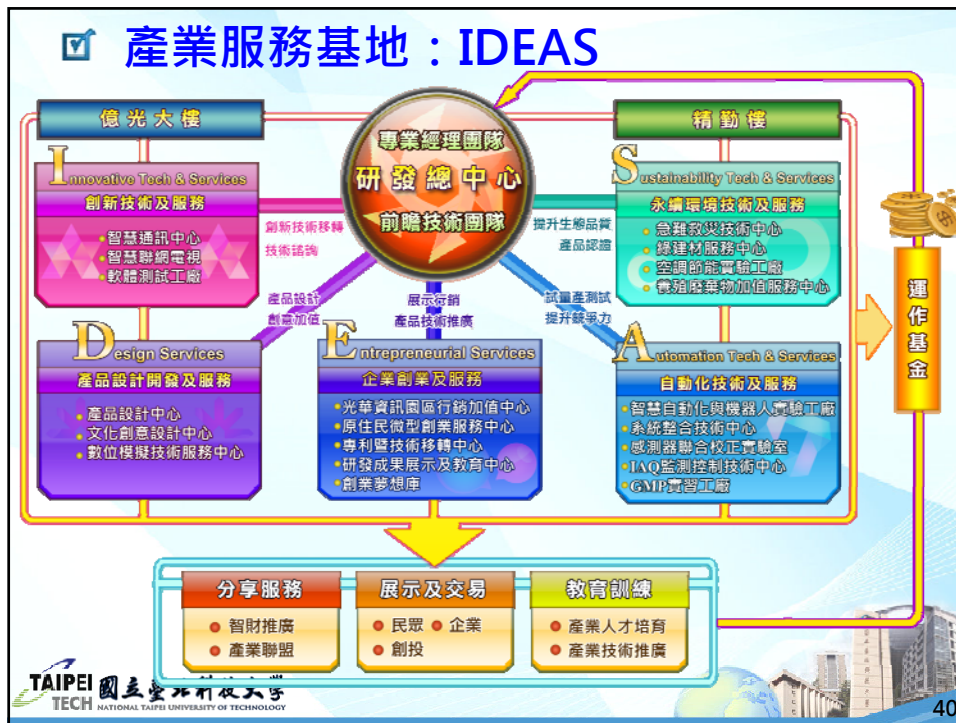 產業服務基地：IDEAS
億光大樓
專業經理團隊
研發總中心
前瞻技術團隊
精勤樓
Innovative Tech & Services
創新技術及服務
智慧通訊中心
智慧聯網電視
軟體測試工廠
創新技術移轉
技術諮詢
提升生態品質
產品認證
Sustainability Tech & Services
永續環境技術及服務
急難救災技術中心
綠建材服務中心
空調節能實驗工廠
養殖廢棄物加值服務中心
運作基金
產品設計
創意加值
展示行銷
產品技術推廣
試量產測試
提升競爭力
Design Services
產品設計開發及服務
產品設計中心
文化創意設計中心
數位模擬技術服務中心
Entrepreneurial Services
企業創業及服務
光華資訊園區行銷加值中心
原住民微型創業服務中心
專利暨技術移轉中心
研發成果展示及教育中心
創業夢想庫
Automation Tech & Services
自動化技術及服務
智慧自動化與機器人實驗工廠
系統整合技術中心
感測器聯合校正實驗室
IAQ監測控制技術中心
GMP實習工廠
分享服務
智財推廣
產業聯盟
展示及交易
民眾 企業
創投
教育訓練
產業人才培育
產業技術推廣
TAIPEI TECH 國立臺北科技大學
NATIONAL TAIPEI UNIVERSITY OF TECHNOLOGY
40